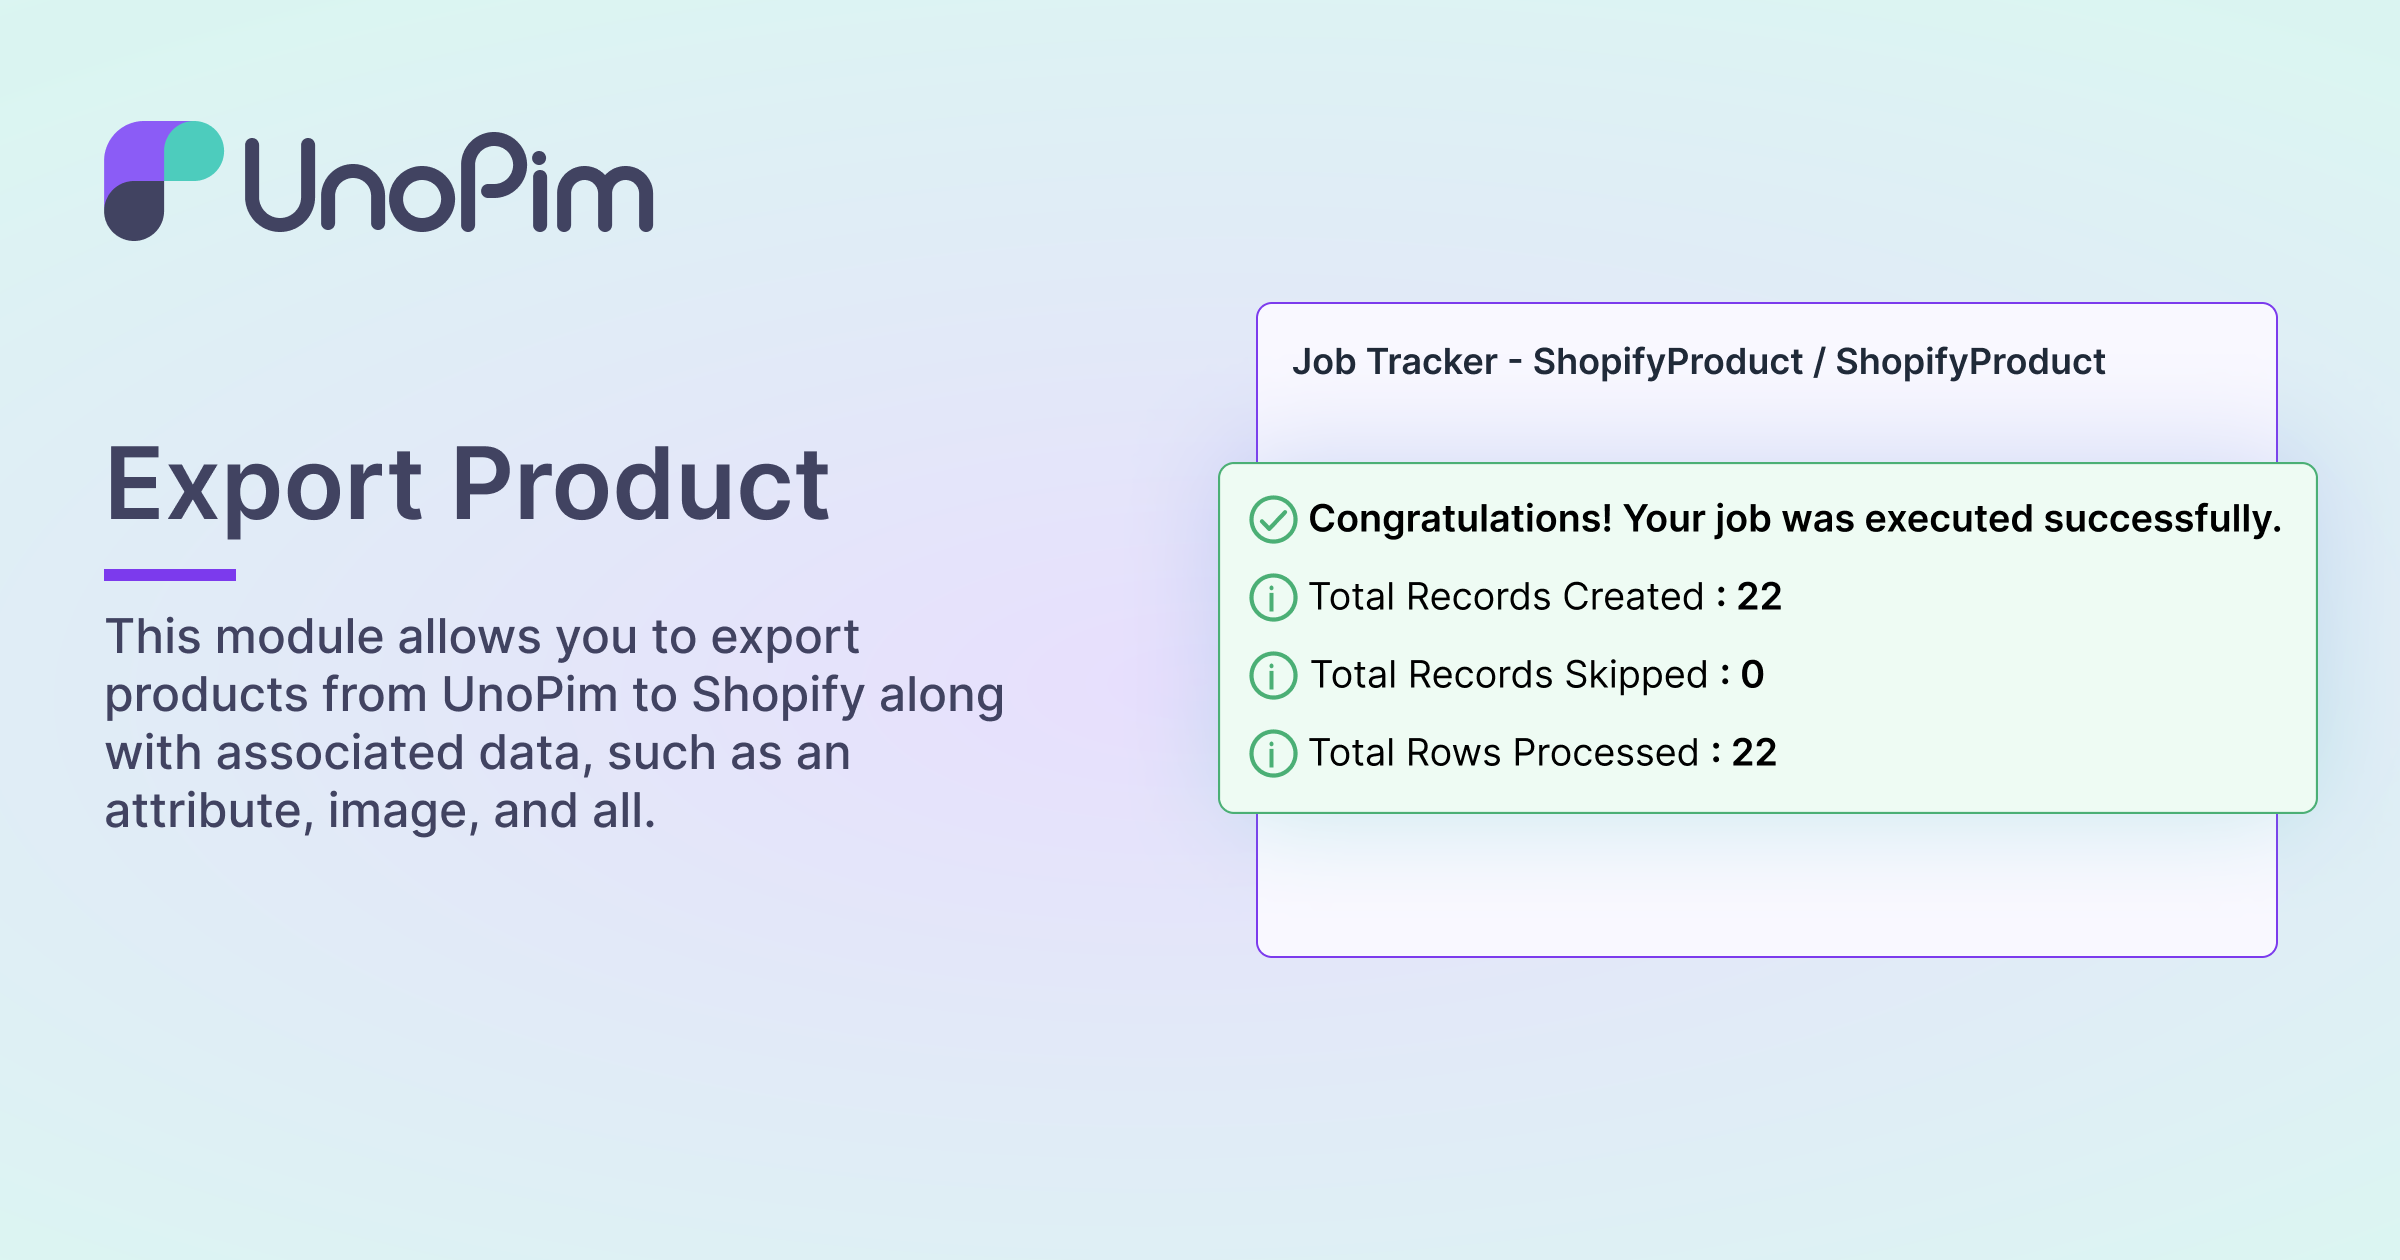 UnoPim
Export Product
This module allows you to export
products from UnoPim to Shopify along
with associated data, such as an
attribute, image, and all.
Job Tracker - ShopifyProduct / ShopifyProduct
Congratulations! Your job was executed successfully.
Total Records Created : 22
Total Records Skipped : 0
Total Rows Processed : 22